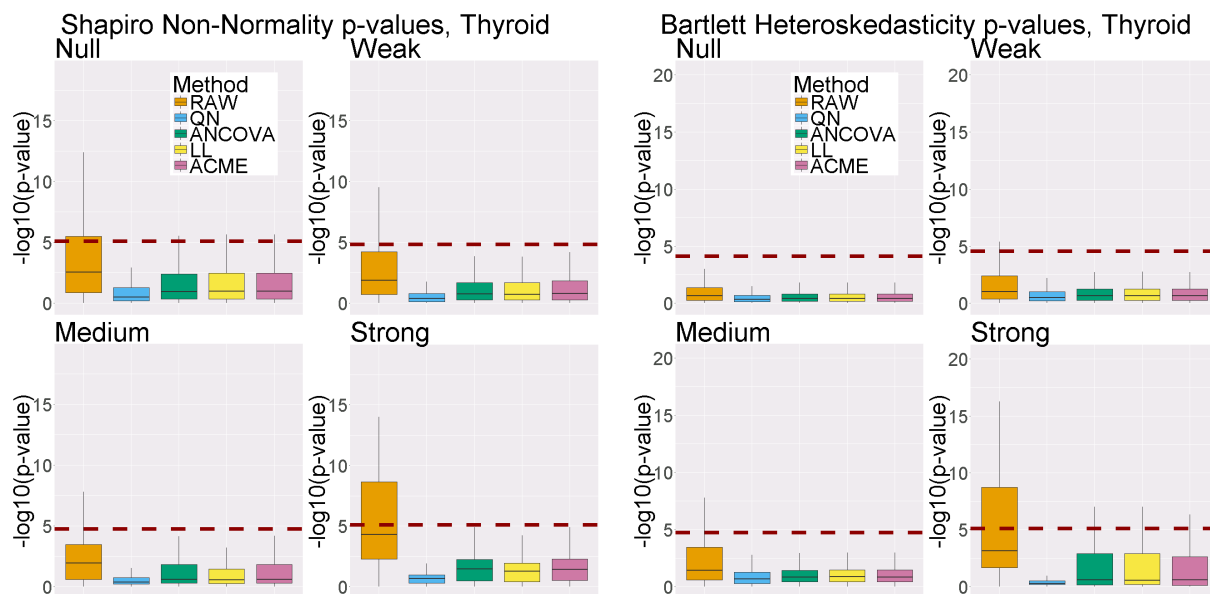 Shapiro Non-Normality p-values, Thyroid
Null
Weak
-log10(p-value)
15
10
5
0
Method
RAW
QN
ANCOVA
LL
ACME
-log10(p-value)
15
10
5
0
Medium
Strong
-log10(p-value)
15
10
5
0
-log10(p-value)
15
10
5
0
Bartlett Heteroskedasticity p-values, Thyroid
Null
Weak
-log10(p-value)
20
15
10
5
0
Method
RAW
QN
ANCOVA
LL
ACME
-log10(p-value)
20
15
10
5
0
Medium
Strong
-log10(p-value)
20
15
10
5
0
-log10(p-value)
20
15
10
5
0